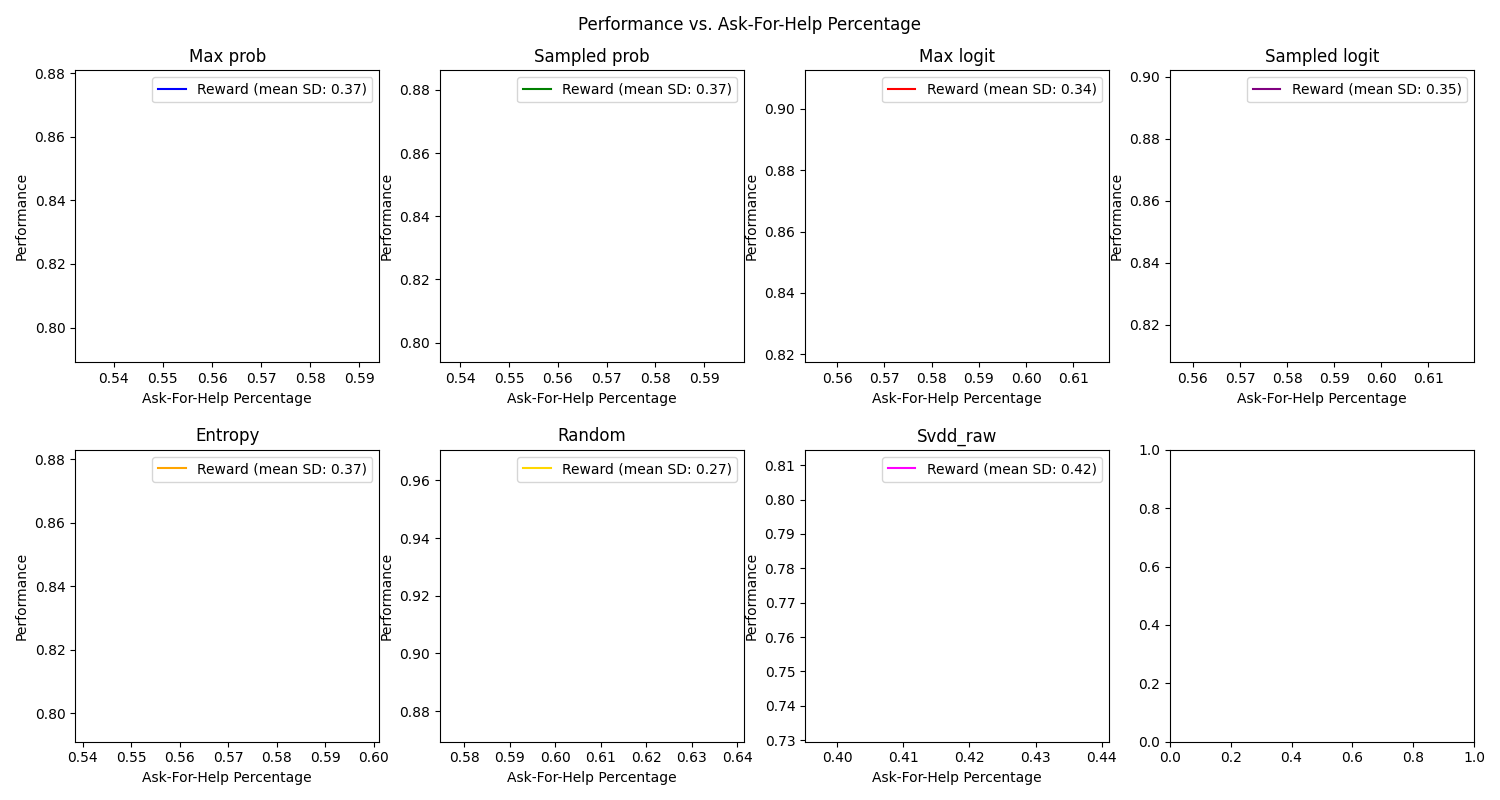 Performance vs. Ask-For-Help Percentage
Max prob
Reward (mean SD: 0.37)
Performance
0.88
0.86
0.84
0.82
0.80
0.54 0.55 0.56 0.57 0.58 0.59
Ask-For-Help Percentage
Sampled prob
Reward (mean SD: 0.37)
Performance
0.88
0.86
0.84
0.82
0.80
0.54 0.55 0.56 0.57 0.58 0.59
Ask-For-Help Percentage
Max logit
Reward (mean SD: 0.34)
Performance
0.90
0.88
0.86
0.84
0.82
0.56 0.57 0.58 0.59 0.60 0.61
Ask-For-Help Percentage
Sampled logit
Reward (mean SD: 0.35)
Performance
0.90
0.88
0.86
0.84
0.82
0.56 0.57 0.58 0.59 0.60 0.61
Ask-For-Help Percentage
Entropy
Reward (mean SD: 0.37)
Performance
0.88
0.86
0.84
0.82
0.80
0.54 0.55 0.56 0.57 0.58 0.59 0.60
Ask-For-Help Percentage
Random
Reward (mean SD: 0.27)
Performance
0.96
0.94
0.92
0.90
0.88
0.58 0.59 0.60 0.61 0.62 0.63 0.64
Ask-For-Help Percentage
Svdd_raw
Reward (mean SD: 0.42)
Performance
0.81
0.80
0.79
0.78
0.77
0.76
0.75
0.74
0.73
0.40 0.41 0.42 0.43 0.44
Ask-For-Help Percentage
1.0
0.8
0.6
0.4
0.2
0.0
0.0 0.2 0.4 0.6 0.8 1.0